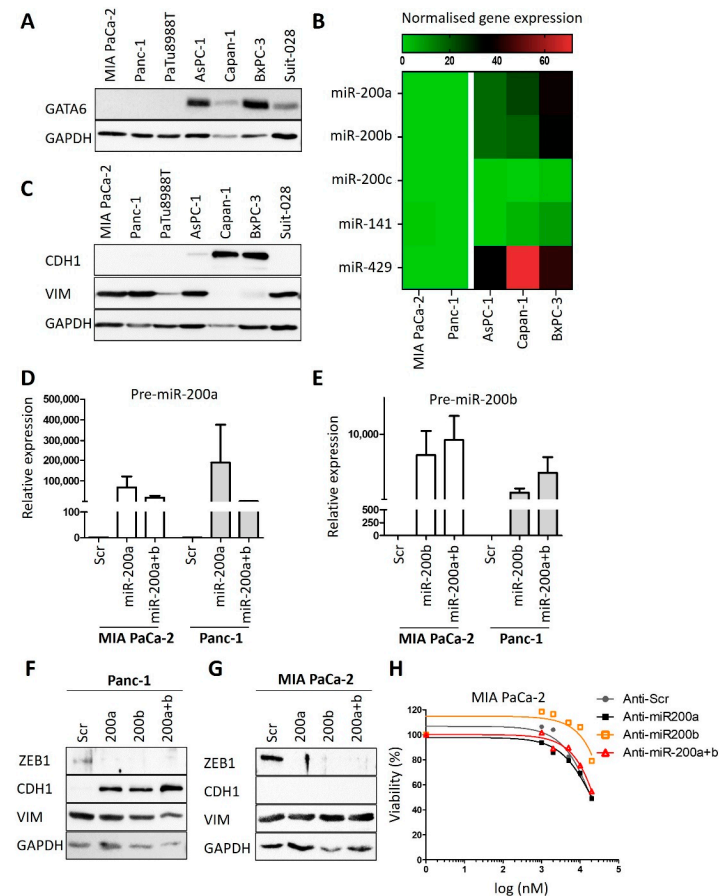 A
MIA PaCa-2
Panc-1
PaTu8988T
AsPC-1
Capan-1
BxPC-3
Suit-028
GATA6
GAPDH
B
Normalised gene expression
0 20 40 60
miR-200a
miR-200b
miR-200c
miR-141
miR-429
MIA PaCa-2
Panc-1
AsPC-1
Capan-1
BxPC-3
C
MIA PaCa-2
Panc-1
PaTu8988T
AsPC-1
Capan-1
BxPC-3
Suit-028
CDH1
VIM
GAPDH
D
Pre-miR-200a
Relative expression
500,000
400,000
300,000
200,000
100,000
100
0
Scr
miR-200a
miR-200a+b
Scr
miR-200a
miR-200a+b
MIA PaCa-2 Panc-1
E
Pre-miR-200b
Relative expression
10,000
500
250
0
Scr
miR-200b
miR-200a+b
Scr
miR-200b
miR-200a+b
MIA PaCa-2 Panc-1
F
Panc-1
Scr
200a
200b
200a+b
ZEB1
CDH1
VIM
GAPDH
G
MIA PaCa-2
Scr
200a
200b
200a+b
ZEB1
CDH1
VIM
GAPDH
H
MIA PaCa-2
Viability (%)
120
100
80
60
40
20
0
0 1 2 3 4 5
log (nM)
Anti-Scr
Anti-miR200a
Anti-miR200b
Anti-miR-200a+b